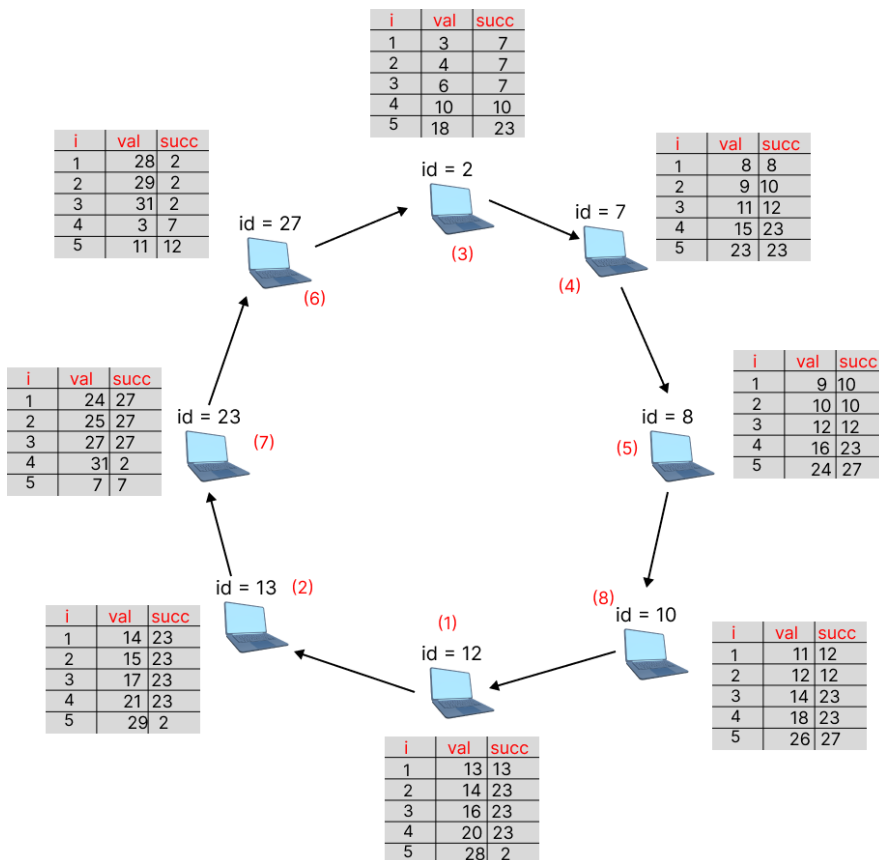 i val succ
1 3 7
2 4 7
3 6 7
4 10 10
5 18 23
id = 2
(3)
i val succ
1 28 2
2 29 2
3 31 2
4 3 7
5 11 12
id = 27
(6)
id = 7
(4)
i val succ
1 8 8
2 9 10
3 11 12
4 15 23
5 23 23
i val succ
1 24 27
2 25 27
3 27 27
4 31 2
5 7 7
id = 23
(7)
id = 8
(5)
i val succ
1 9 10
2 10 10
3 12 12
4 16 23
5 24 27
i val succ
1 14 23
2 15 23
3 17 23
4 21 23
5 29 2
id = 13
(2)
(1)
id = 12
i val succ
1 13 13
2 14 23
3 16 23
4 20 23
5 28 2
(8)
id = 10
i val succ
1 11 12
2 12 12
3 14 23
4 18 23
5 26 27